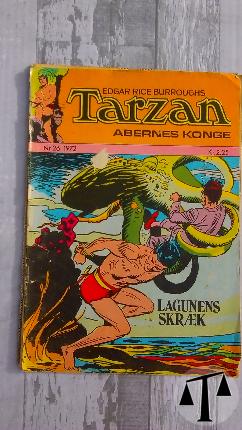 EDGAR RICE BURROUGHS
Tarzan
ABERNES KONGE
Nr. 26 1972
Kr. 2.25
LAGUNENS
SKRÆK